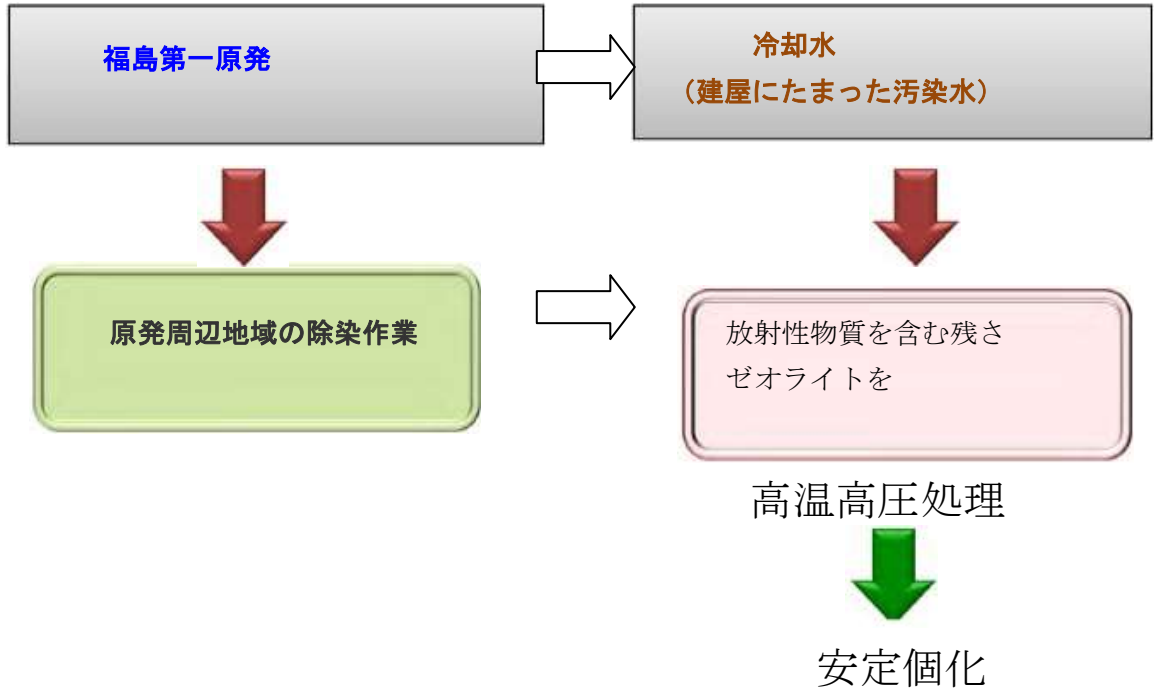 福島第一原発
冷却水
（建屋にたまった汚染水）
原発周辺地域の除染作業
放射性物質を含む残さ
ゼオライトを
高温高圧処理
安定個化